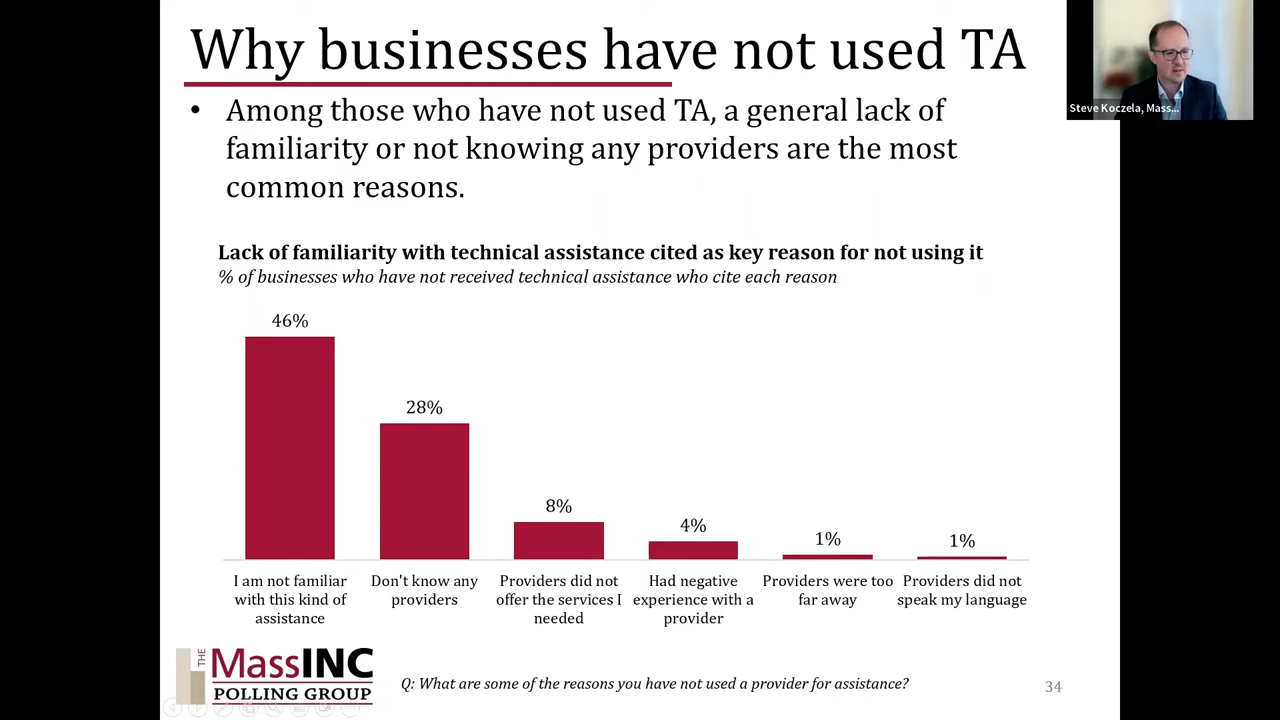 Why businesses have not used TA
Steve Koczela, Mass...
• Among those who have not used TA, a general lack of
familiarity or not knowing any providers are the most
common reasons.
Lack of familiarity with technical assistance cited as key reason for not using it
% of businesses who have not received technical assistance who cite each reason
46%
28%
8%
4%
1%
1%
I am not familiar
with this kind of
assistance
Don't know any
providers
Providers did not
offer the services I
needed
Had negative
experience with a
provider
Providers were too
far away
Providers did not
speak my language
THE
MassINC
POLLING GROUP
Q: What are some of the reasons you have not used a provider for assistance?
34